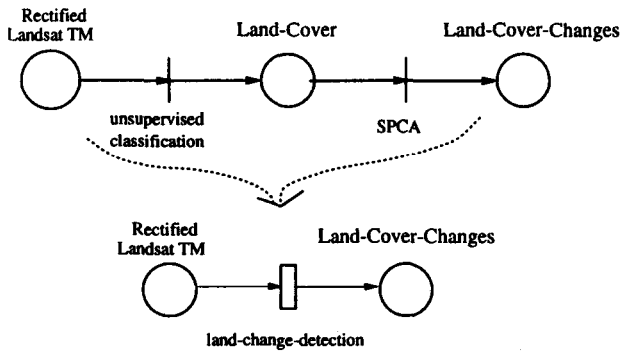 Rectified
Landsat TM
Land-Cover
Land-Cover-Changes
unsupervised
classification
SPCA
Rectified
Landsat TM
Land-Cover-Changes
land-change-detection